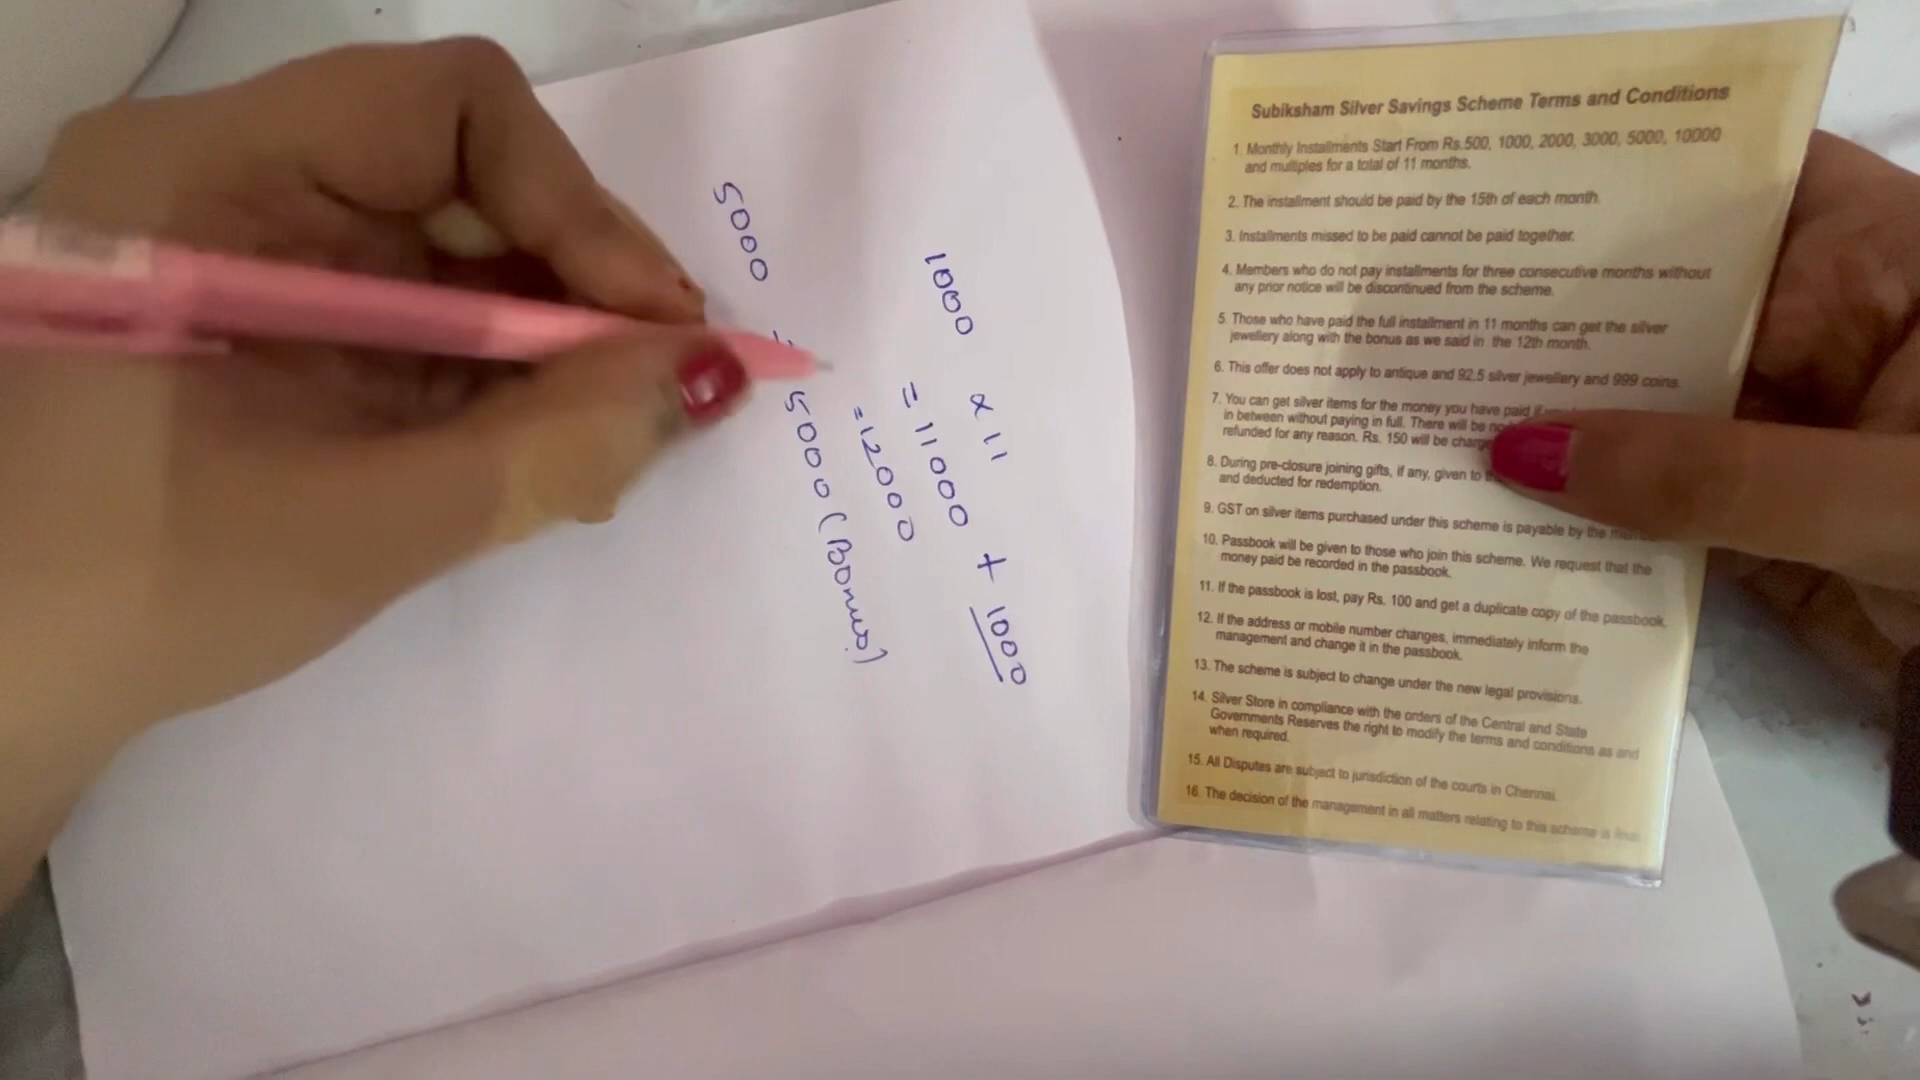 1000 x 11 + 1000
= 11000
= 12000
5000 = 5000 (Bonus)
Subiksham Silver Savings Scheme Terms and Conditions
1. Monthly Installments Start From Rs.500, 1000, 2000, 3000, 5000, 10000
and multiples for a total of 11 months.
2. The installment should be paid by the 15th of each month.
3. Installments missed to be paid cannot be paid together.
4. Members who do not pay installments for three consecutive months without
any prior notice will be discontinued from the scheme.
5. Those who have paid the full installment in 11 months can get the silver
jewellery along with the bonus as we said in the 12th month.
6. This offer does not apply to antique and 92.5 silver jewellery and 999 coins.
7. You can get silver items for the money you have paid
in between without paying in full. There will be
refunded for any reason. Rs. 150 will be
8. During pre-closure joining gifts, if any, given to
and deducted for redemption.
9. GST on silver items purchased under this scheme is payable by the
10. Passbook will be given to those who join this scheme. We request that the
money paid be recorded in the passbook.
11. If the passbook is lost, pay Rs. 100 and get a duplicate copy of the passbook.
12. If the address or mobile number changes, immediately inform the
management and change it in the passbook.
13. The scheme is subject to change under the new legal provisions.
14. Silver Store in compliance with the orders of the Central and State
Governments Reserves the right to modify the terms and conditions as and
when required.
15. All Disputes are subject to jurisdiction of the courts in Chennai.
16. The decision of the management in all matters relating to this scheme is final.